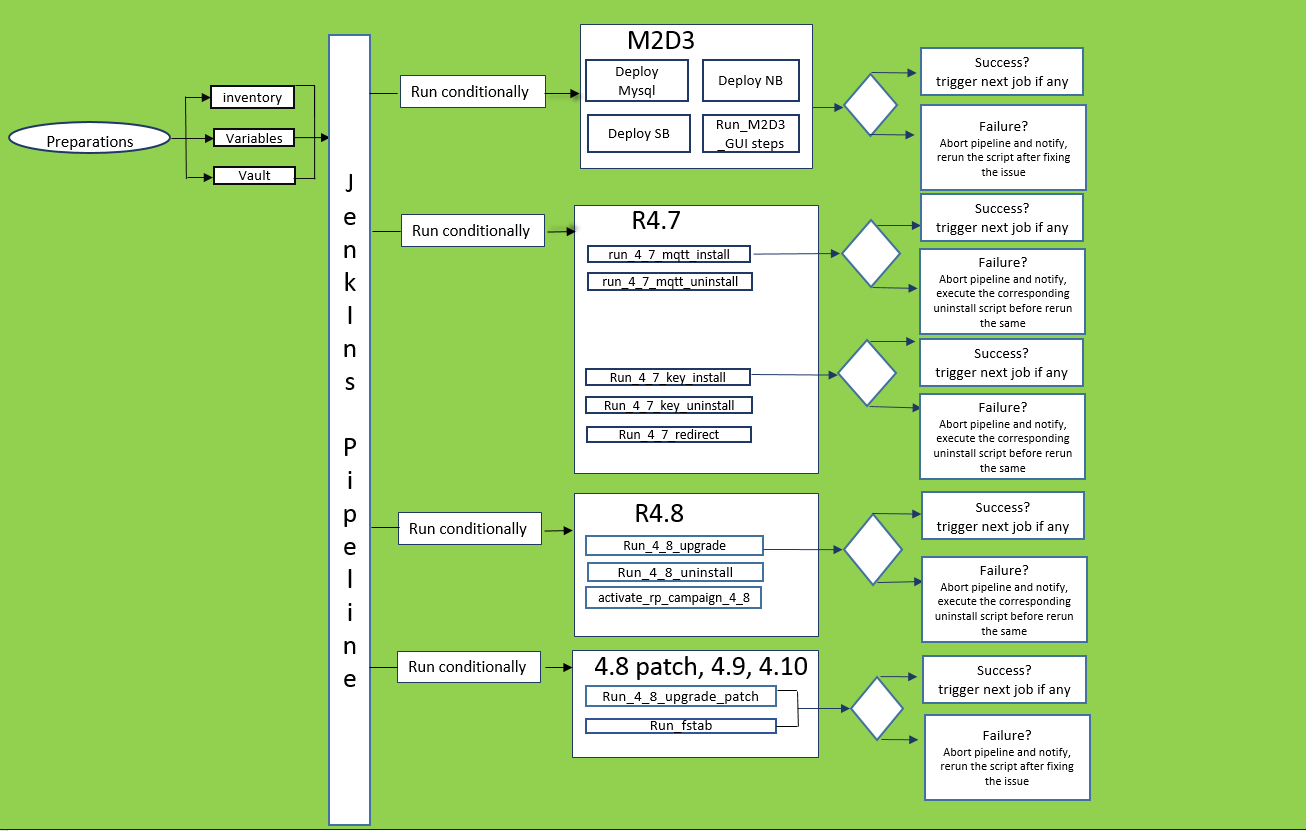 Preparations
inventory
Variables
Vault
JenkIns PipelIine
Run conditionally
M2D3
Deploy
Mysql
Deploy NB
Deploy SB
Run_M2D3
_GUI steps
Success?
trigger next job if any
Failure?
Abort pipeline and notify,
rerun the script after fixing
the issue
Run conditionally
R4.7
run_4_7_mqtt_install
run_4_7_mqtt_uninstall
Success?
trigger next job if any
Failure?
Abort pipeline and notify,
execute the corresponding
uninstall script before rerun
the same
Run_4_7_key_install
Run_4_7_key_uninstall
Run_4_7_redirect
Success?
trigger next job if any
Failure?
Abort pipeline and notify,
execute the corresponding
uninstall script before rerun
the same
Run conditionally
R4.8
Run_4_8_upgrade
Run_4_8_uninstall
activate_rp_campaign_4_8
Success?
trigger next job if any
Failure?
Abort pipeline and notify,
execute the corresponding
uninstall script before rerun
the same
Run conditionally
4.8 patch, 4.9, 4.10
Run_4_8_upgrade_patch
Run_fstab
Success?
trigger next job if any
Failure?
Abort pipeline and notify,
rerun the script after fixing
the issue